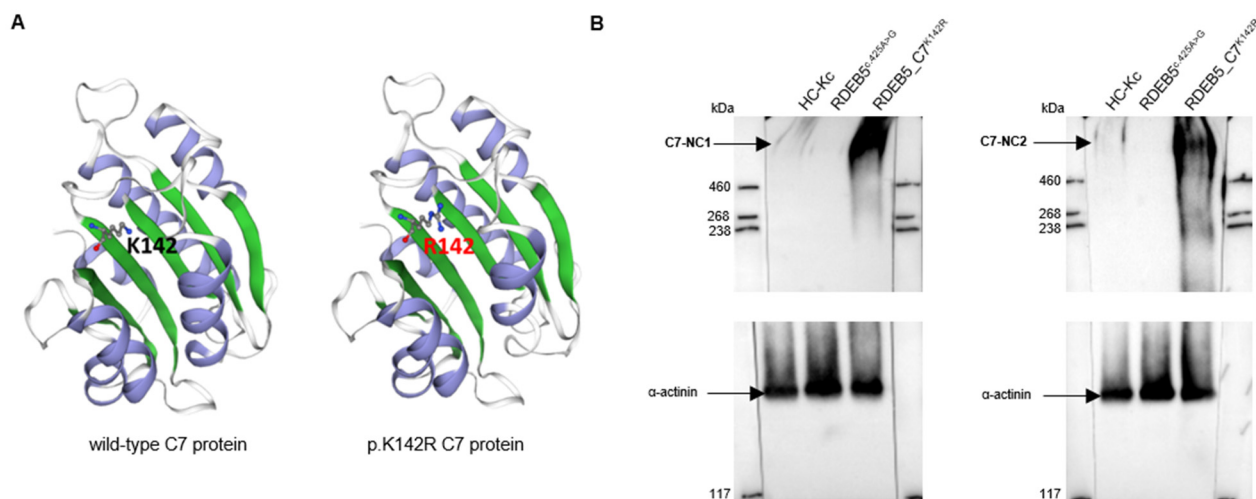 A
K142
wild-type C7 protein
R142
p.K142R C7 protein
B
HC-Kc
RDEB5c.425A>G
RDEB5_C7K142R
kDa
C7-NC1
460
268
238
α-actinin
117
HC-Kc
RDEB5c.425A>G
RDEB5_C7K142R
kDa
C7-NC2
460
268
238
α-actinin
117